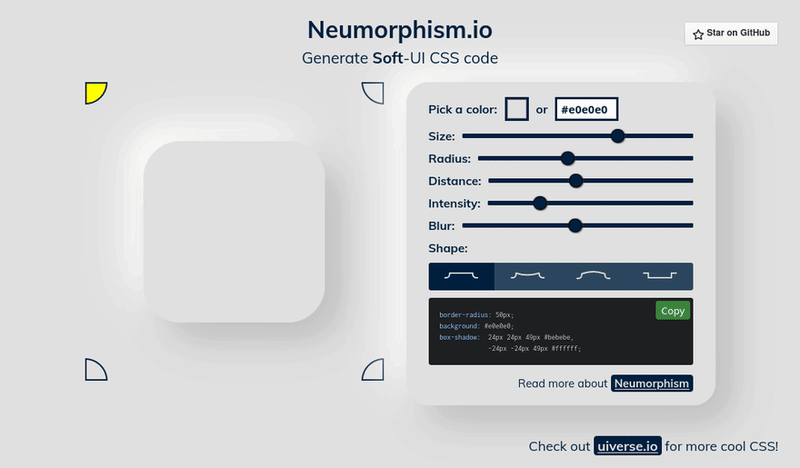 Neumorphism.io
Generate Soft-UI CSS code
Star on GitHub
Pick a color: or #e0e0e0
Size:
Radius:
Distance:
Intensity:
Blur:
Shape:
Copy
border-radius: 50px;
background: #e0e0e0;
box-shadow: 24px 24px 49px #bebebe,
-24px -24px 49px #ffffff;
Read more about Neumorphism
Check out uiverse.io for more cool CSS!